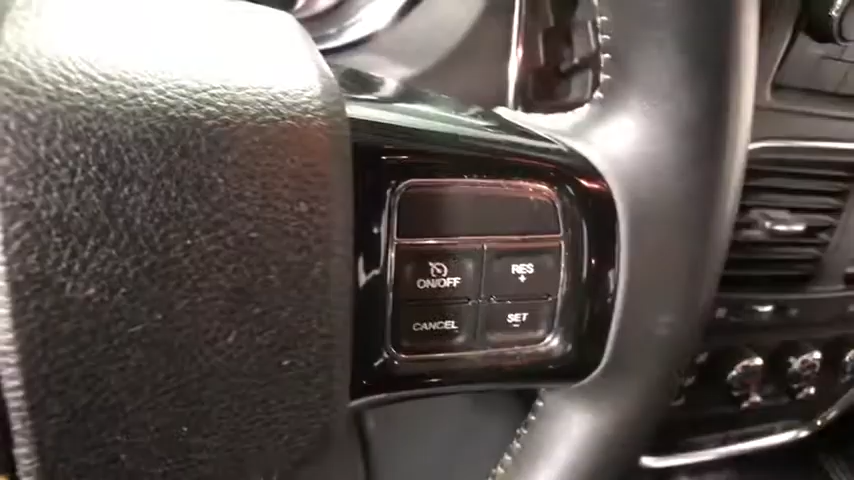 ON/OFF
RES
+
CANCEL
SET
-